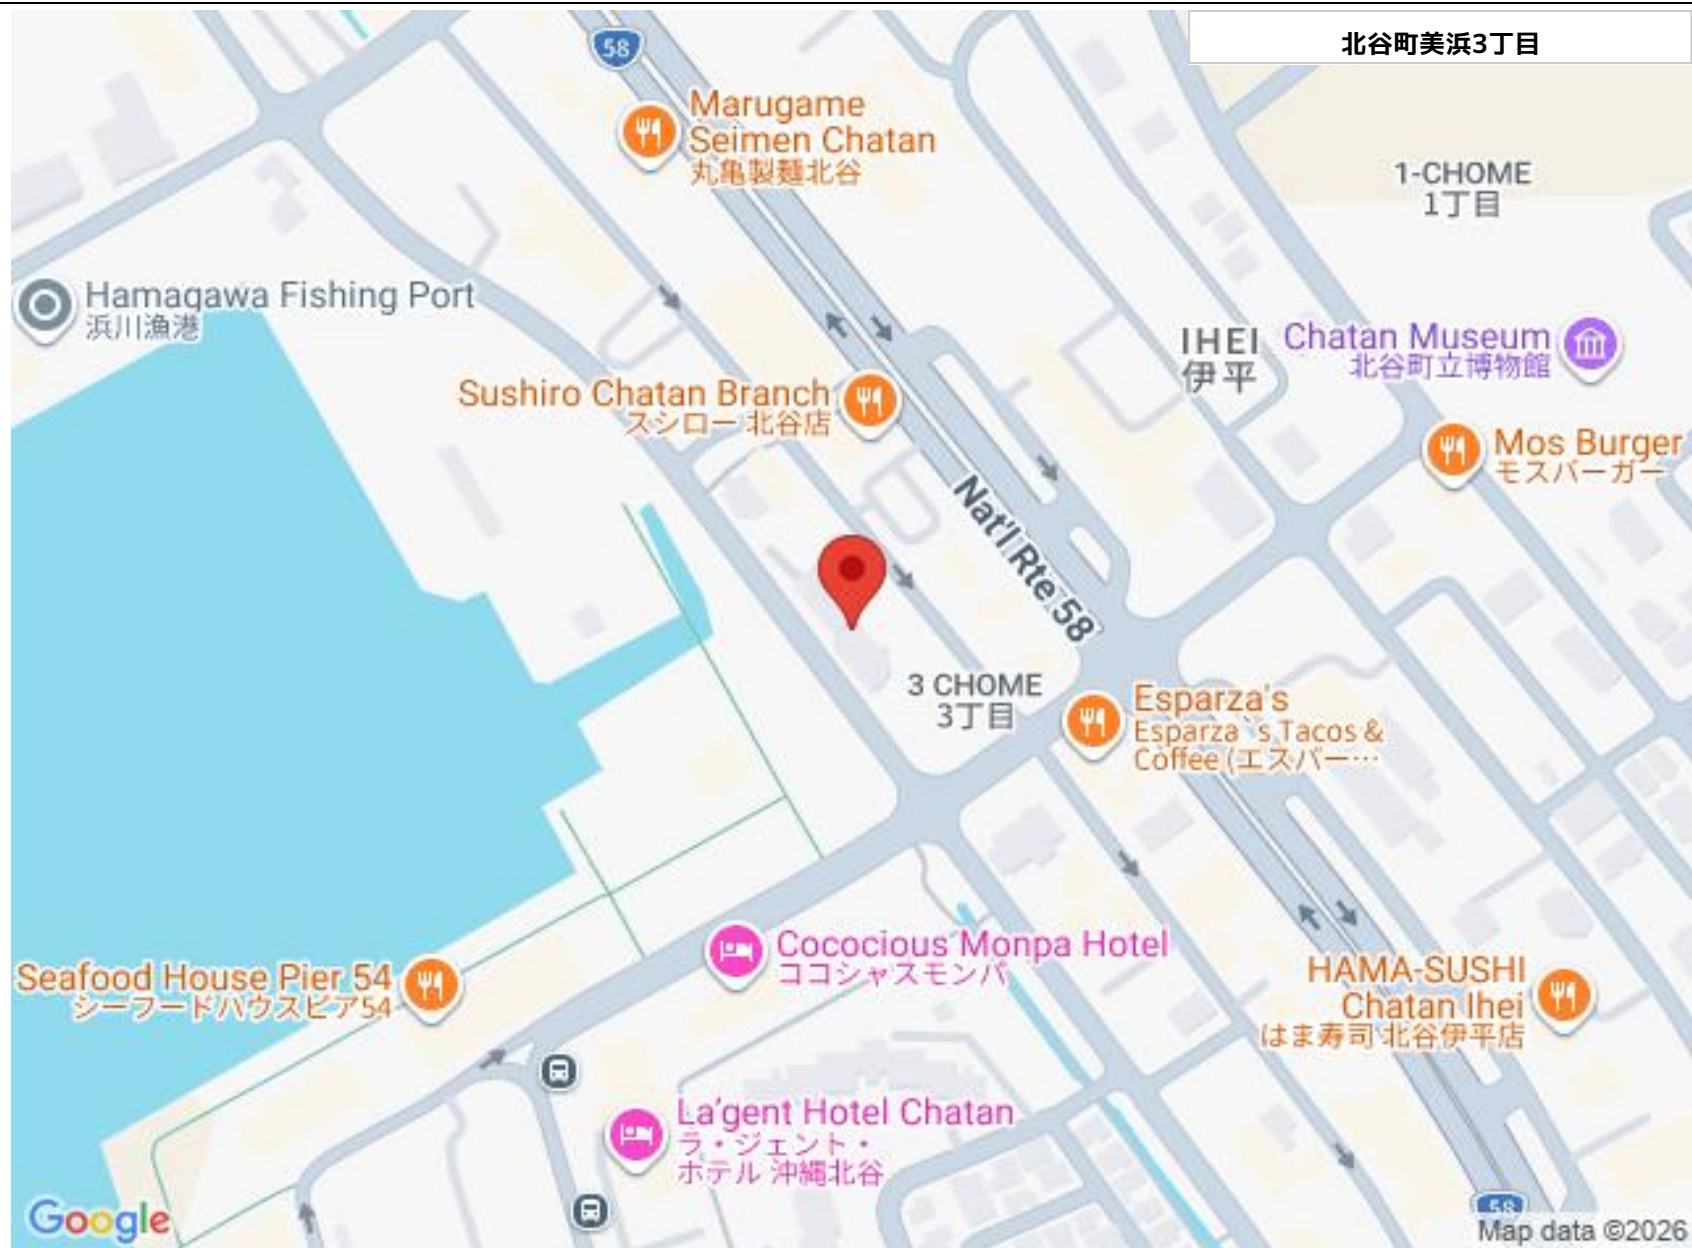 北谷町美浜3丁目
58
Marugame
Seimen Chatan
丸亀製麺北谷
1-CHOME
1丁目
Hamagawa Fishing Port
浜川漁港
IHEI
伊平
Chatan Museum
北谷町立博物館
Sushiro Chatan Branch
スシロー 北谷店
Mos Burger
モスバーガー
Nat'l Rte 58
3 CHOME
3丁目
Esparza's
Esparza`s Tacos &
Coffee (エスパー…
Cococious Monpa Hotel
ココシャスモンパ
Seafood House Pier 54
シーフードハウスピア54
HAMA-SUSHI
Chatan Ihei
はま寿司 北谷伊平店
La'gent Hotel Chatan
ラ・ジェント・
ホテル 沖縄北谷
58
Google
Map data ©2026